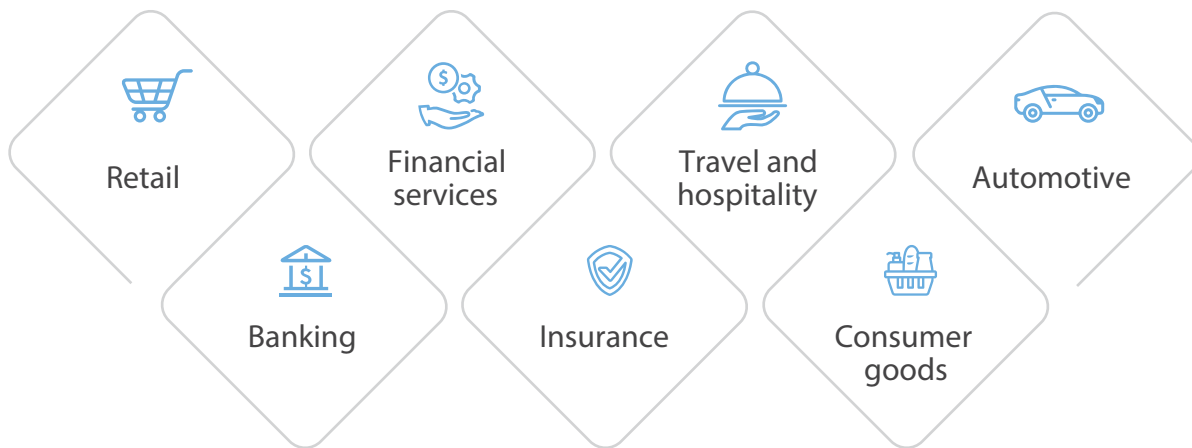 Retail
Financial
services
Travel and
hospitality
Automotive
$
$
Banking
Insurance
Consumer
goods